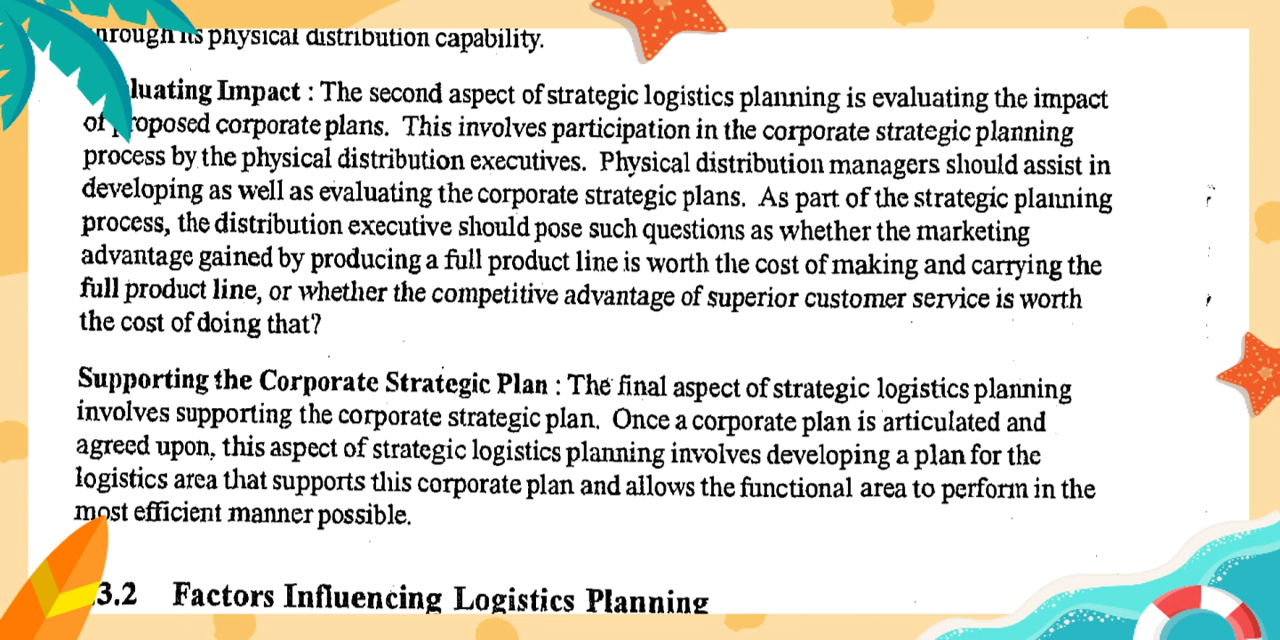 through its physical distribution capability.
luating Impact : The second aspect of strategic logistics planning is evaluating the impact
of proposed corporate plans. This involves participation in the corporate strategic planning
process by the physical distribution executives. Physical distribution managers should assist in
developing as well as evaluating the corporate strategic plans. As part of the strategic planning
process, the distribution executive should pose such questions as whether the marketing
advantage gained by producing a full product line is worth the cost of making and carrying the
full product line, or whether the competitive advantage of superior customer service is worth
the cost of doing that?
Supporting the Corporate Strategic Plan : The final aspect of strategic logistics planning
involves supporting the corporate strategic plan. Once a corporate plan is articulated and
agreed upon, this aspect of strategic logistics planning involves developing a plan for the
logistics area that supports this corporate plan and allows the functional area to perform in the
most efficient manner possible.
.3.2 Factors Influencing Logistics Planning